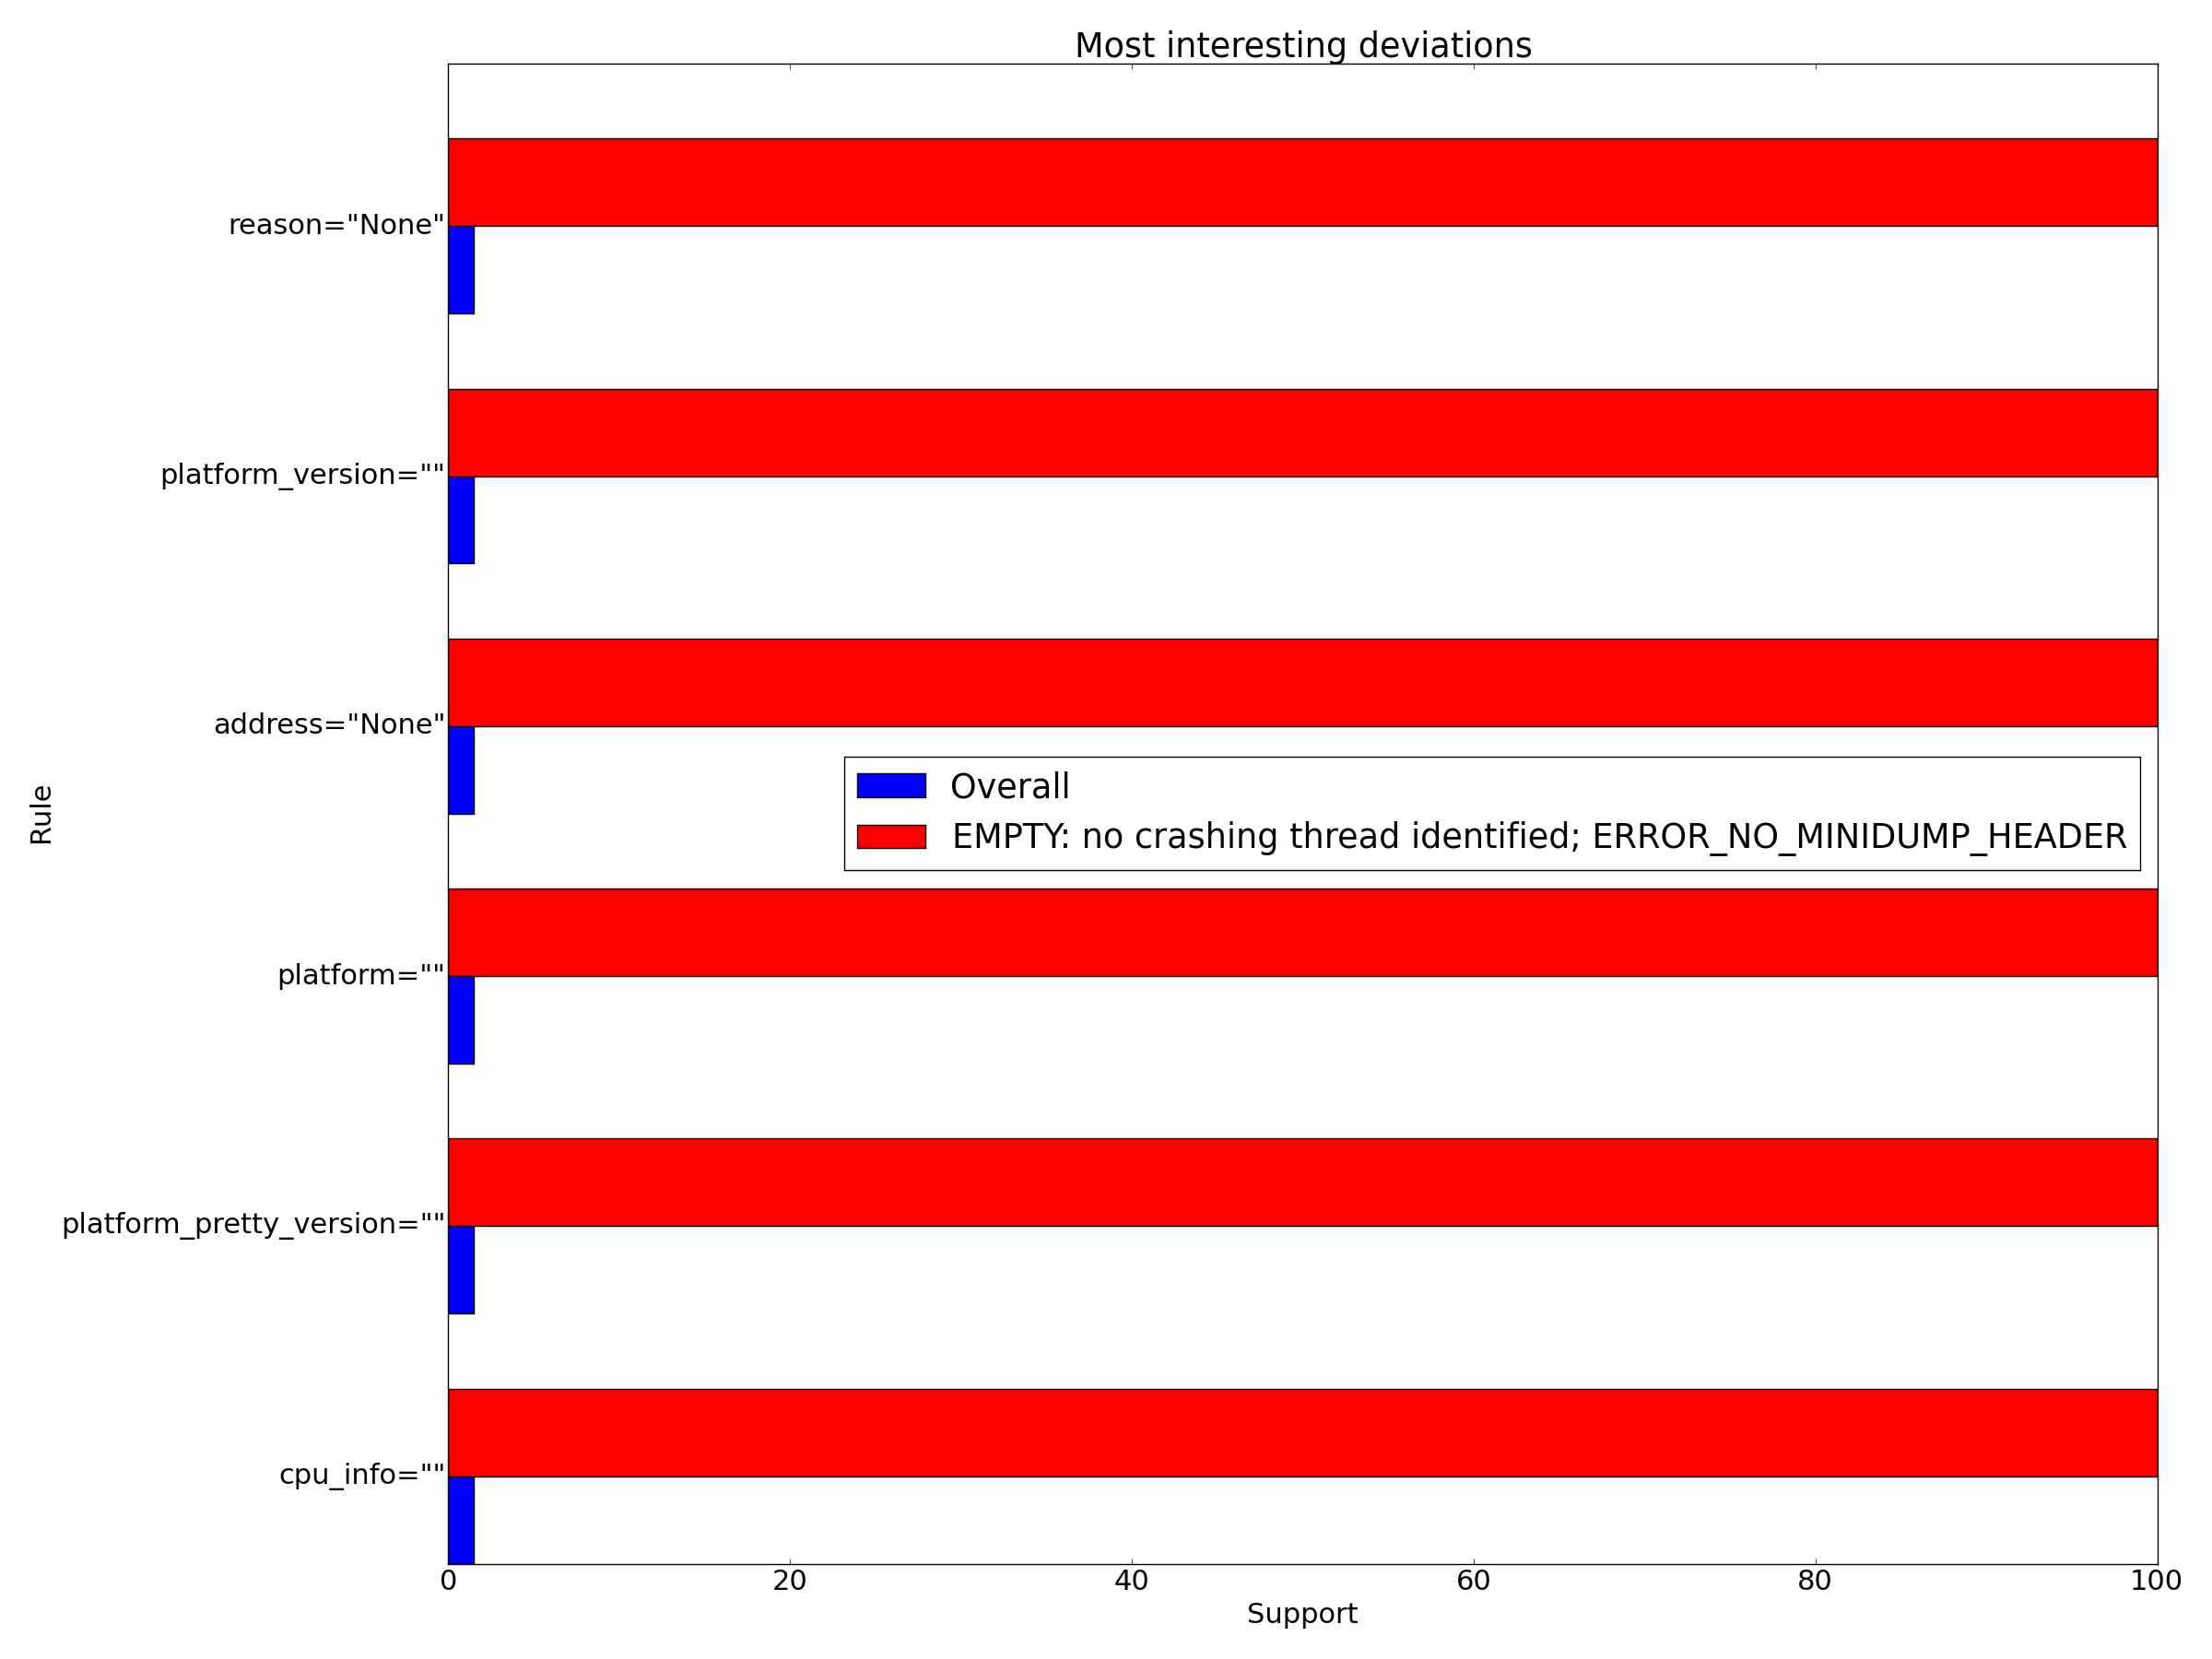 Most interesting deviations
reason="None"
platform_version=""
address="None"
Overall
EMPTY: no crashing thread identified; ERROR_NO_MINIDUMP_HEADER
Rule
platform=""
platform_pretty_version=""
cpu_info=""
0 20 40 60 80 100
Support